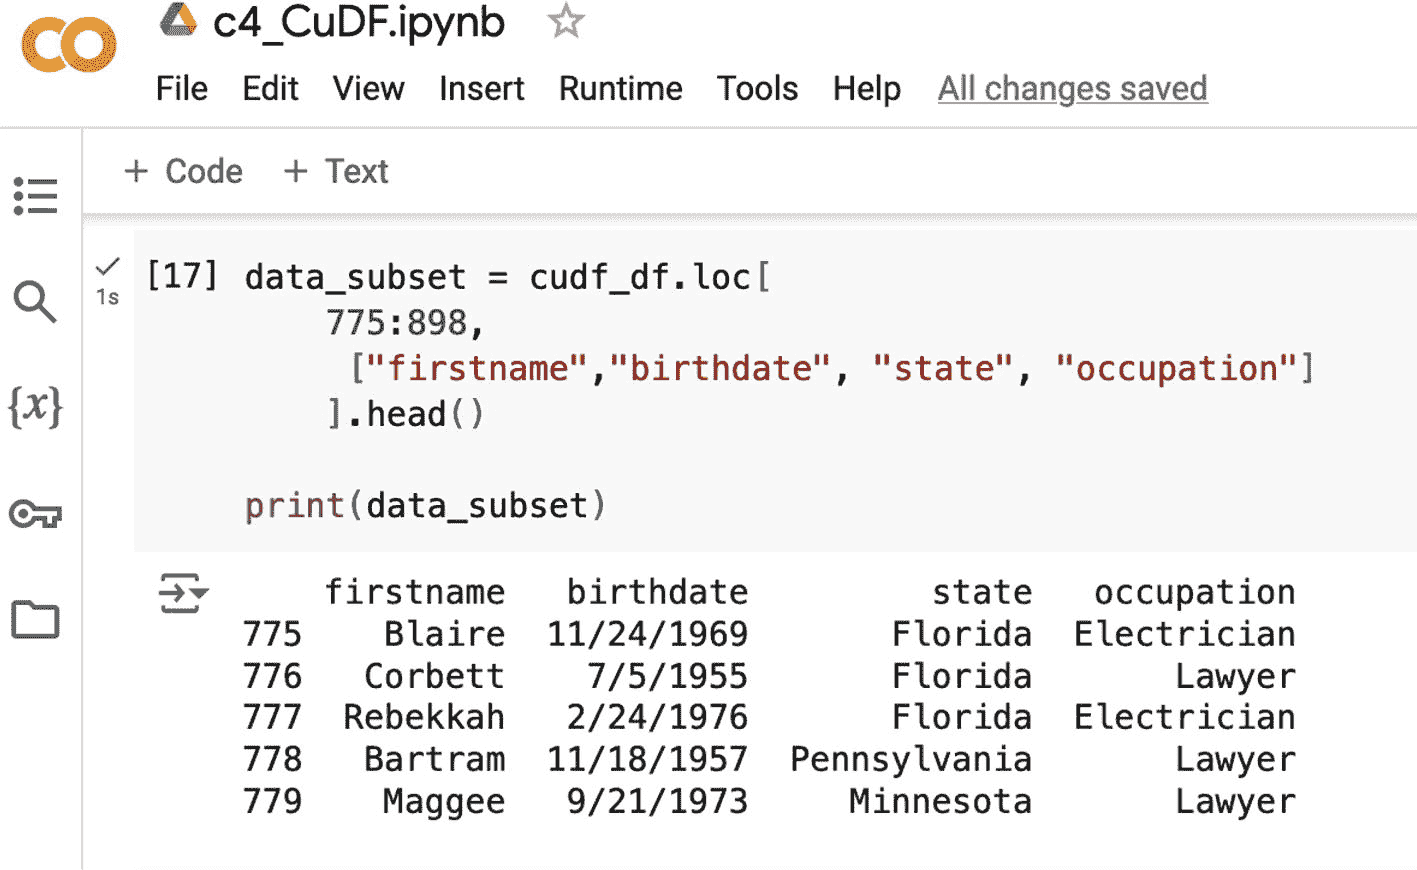 c4_CuDF.ipynb
File Edit View Insert Runtime Tools Help All changes saved
+ Code + Text
[17] data_subset = cudf_df.loc[
1s
775:898,
["firstname","birthdate", "state", "occupation"]
].head()
{x}
print(data_subset)
firstname birthdate state occupation
775 Blaire 11/24/1969 Florida Electrician
776 Corbett 7/5/1955 Florida Lawyer
777 Rebekkah 2/24/1976 Florida Electrician
778 Bartram 11/18/1957 Pennsylvania Lawyer
779 Maggee 9/21/1973 Minnesota Lawyer